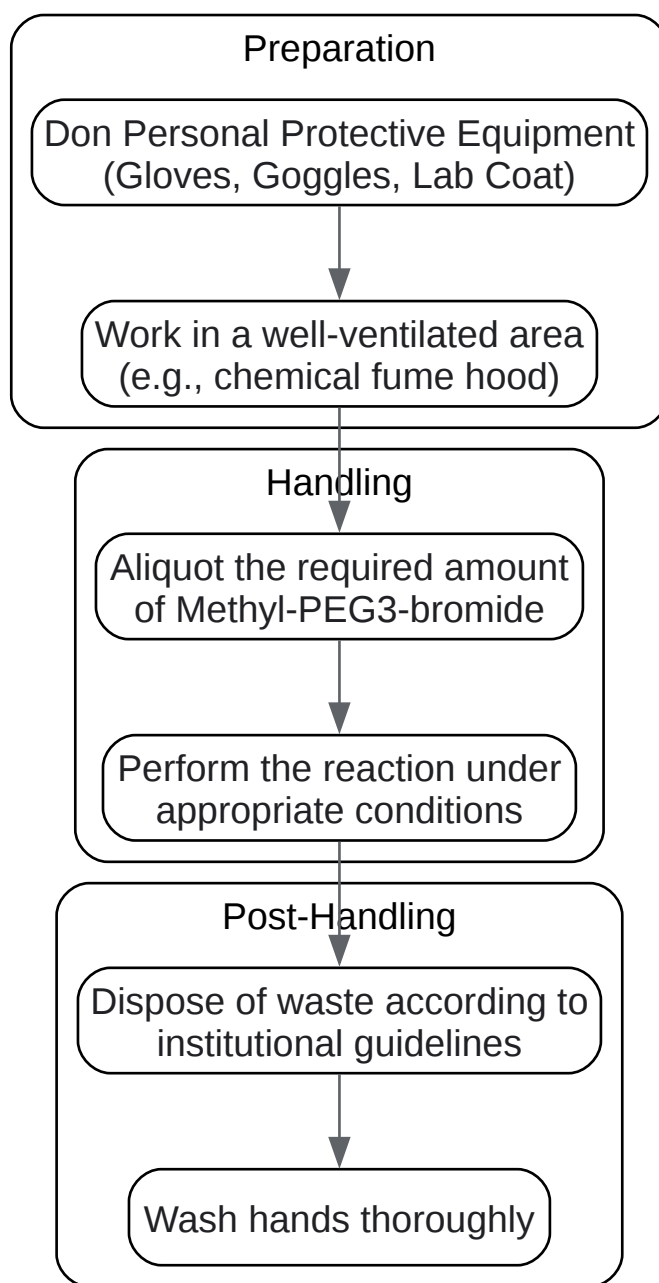 Preparation
Don Personal Protective Equipment
(Gloves, Goggles, Lab Coat)
Work in a well-ventilated area
(e.g., chemical fume hood)
Handling
Aliquot the required amount
of Methyl-PEG3-bromide
Perform the reaction under
appropriate conditions
Post-Handling
Dispose of waste according to
institutional guidelines
Wash hands thoroughly